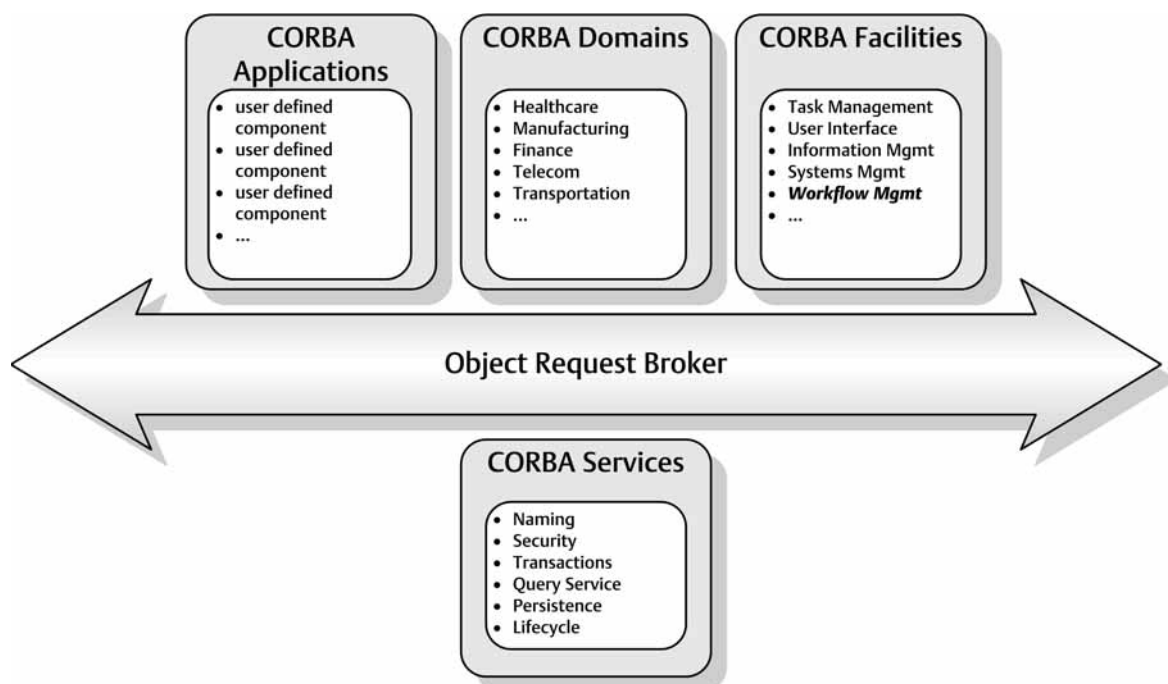 CORBA
Applications
• user defined
component
• user defined
component
• user defined
component
• ...
CORBA Domains
• Healthcare
• Manufacturing
• Finance
• Telecom
• Transportation
• ...
CORBA Facilities
• Task Management
• User Interface
• Information Mgmt
• Systems Mgmt
• Workflow Mgmt
• ...
Object Request Broker
CORBA Services
• Naming
• Security
• Transactions
• Query Service
• Persistence
• Lifecycle